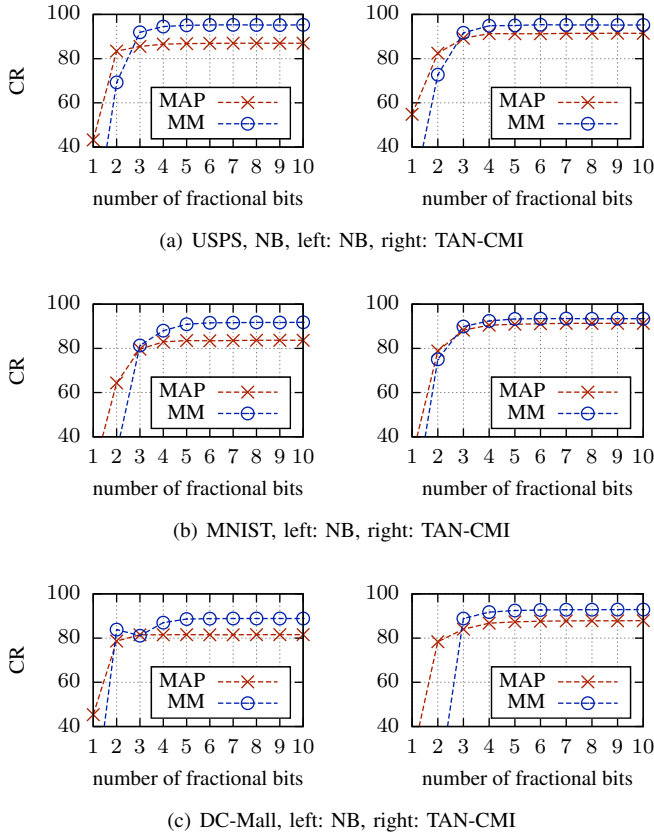 100
80
60
40
CR
MAP
MM
1 2 3 4 5 6 7 8 9 10
number of fractional bits
100
80
60
40
MAP
MM
1 2 3 4 5 6 7 8 9 10
number of fractional bits
(a) USPS, NB, left: NB, right: TAN-CMI
100
80
60
40
CR
MAP
MM
1 2 3 4 5 6 7 8 9 10
number of fractional bits
100
80
60
40
MAP
MM
1 2 3 4 5 6 7 8 9 10
number of fractional bits
(b) MNIST, left: NB, right: TAN-CMI
100
80
60
40
CR
MAP
MM
1 2 3 4 5 6 7 8 9 10
number of fractional bits
100
80
60
40
MAP
MM
1 2 3 4 5 6 7 8 9 10
number of fractional bits
(c) DC-Mall, left: NB, right: TAN-CMI